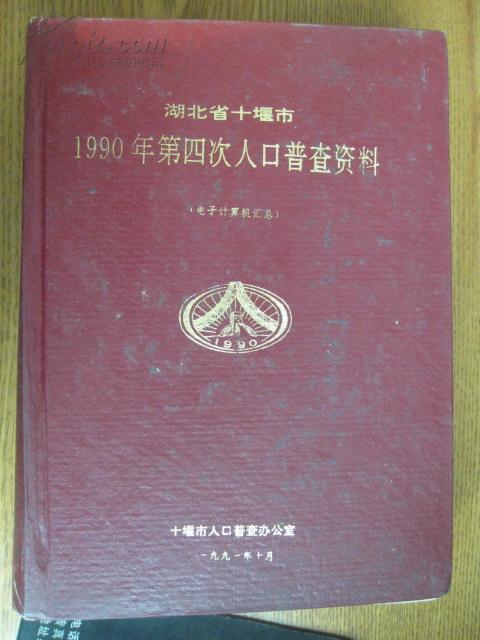 湖北省十堰市
1990年第四次人口普查资料
（电子计算机汇总）
1990
十堰市人口普查办公室
一九九一年十月